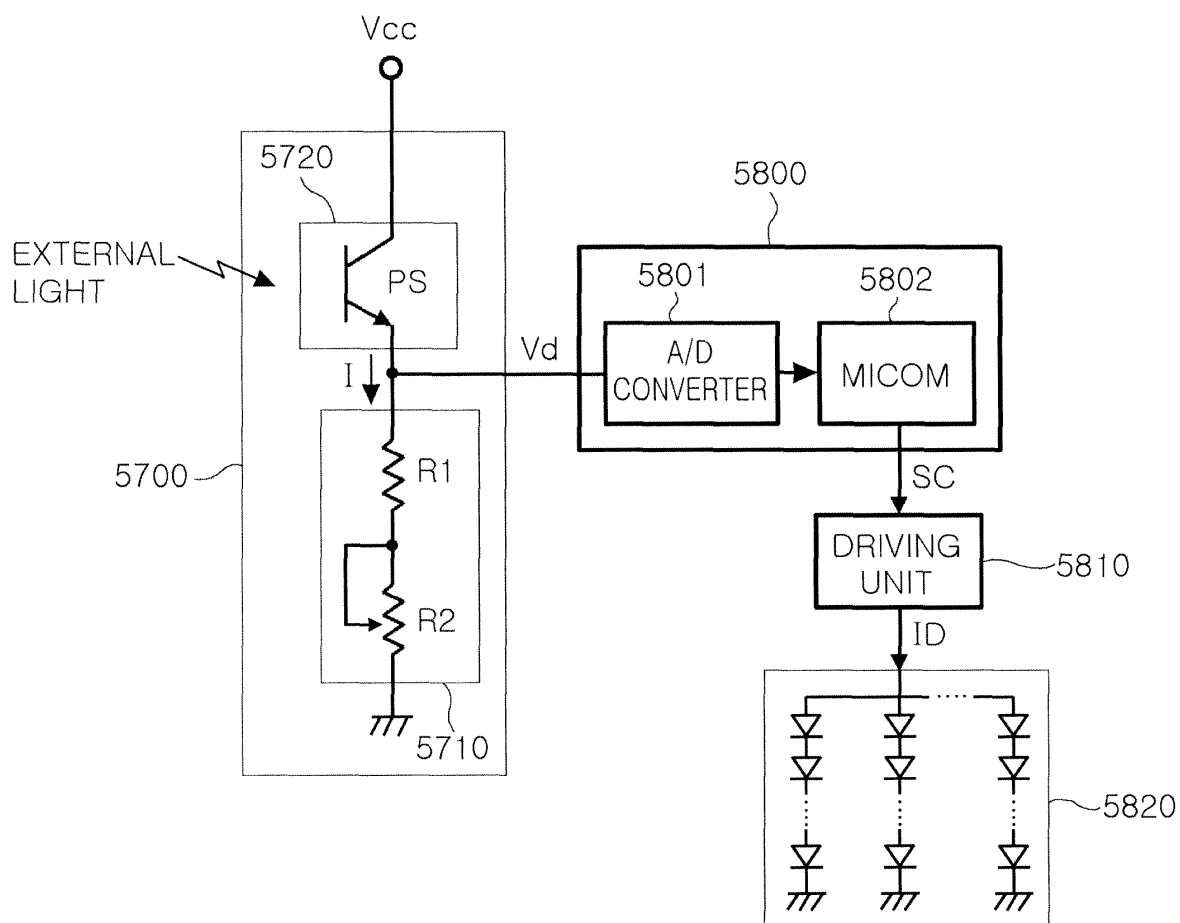 Vcc
5720
5800
EXTERNAL
LIGHT
PS
5801
5802
Vd
A/D
CONVERTER
MICOM
I
5700
R1
SC
DRIVING
UNIT
5810
R2
ID
5710
5820